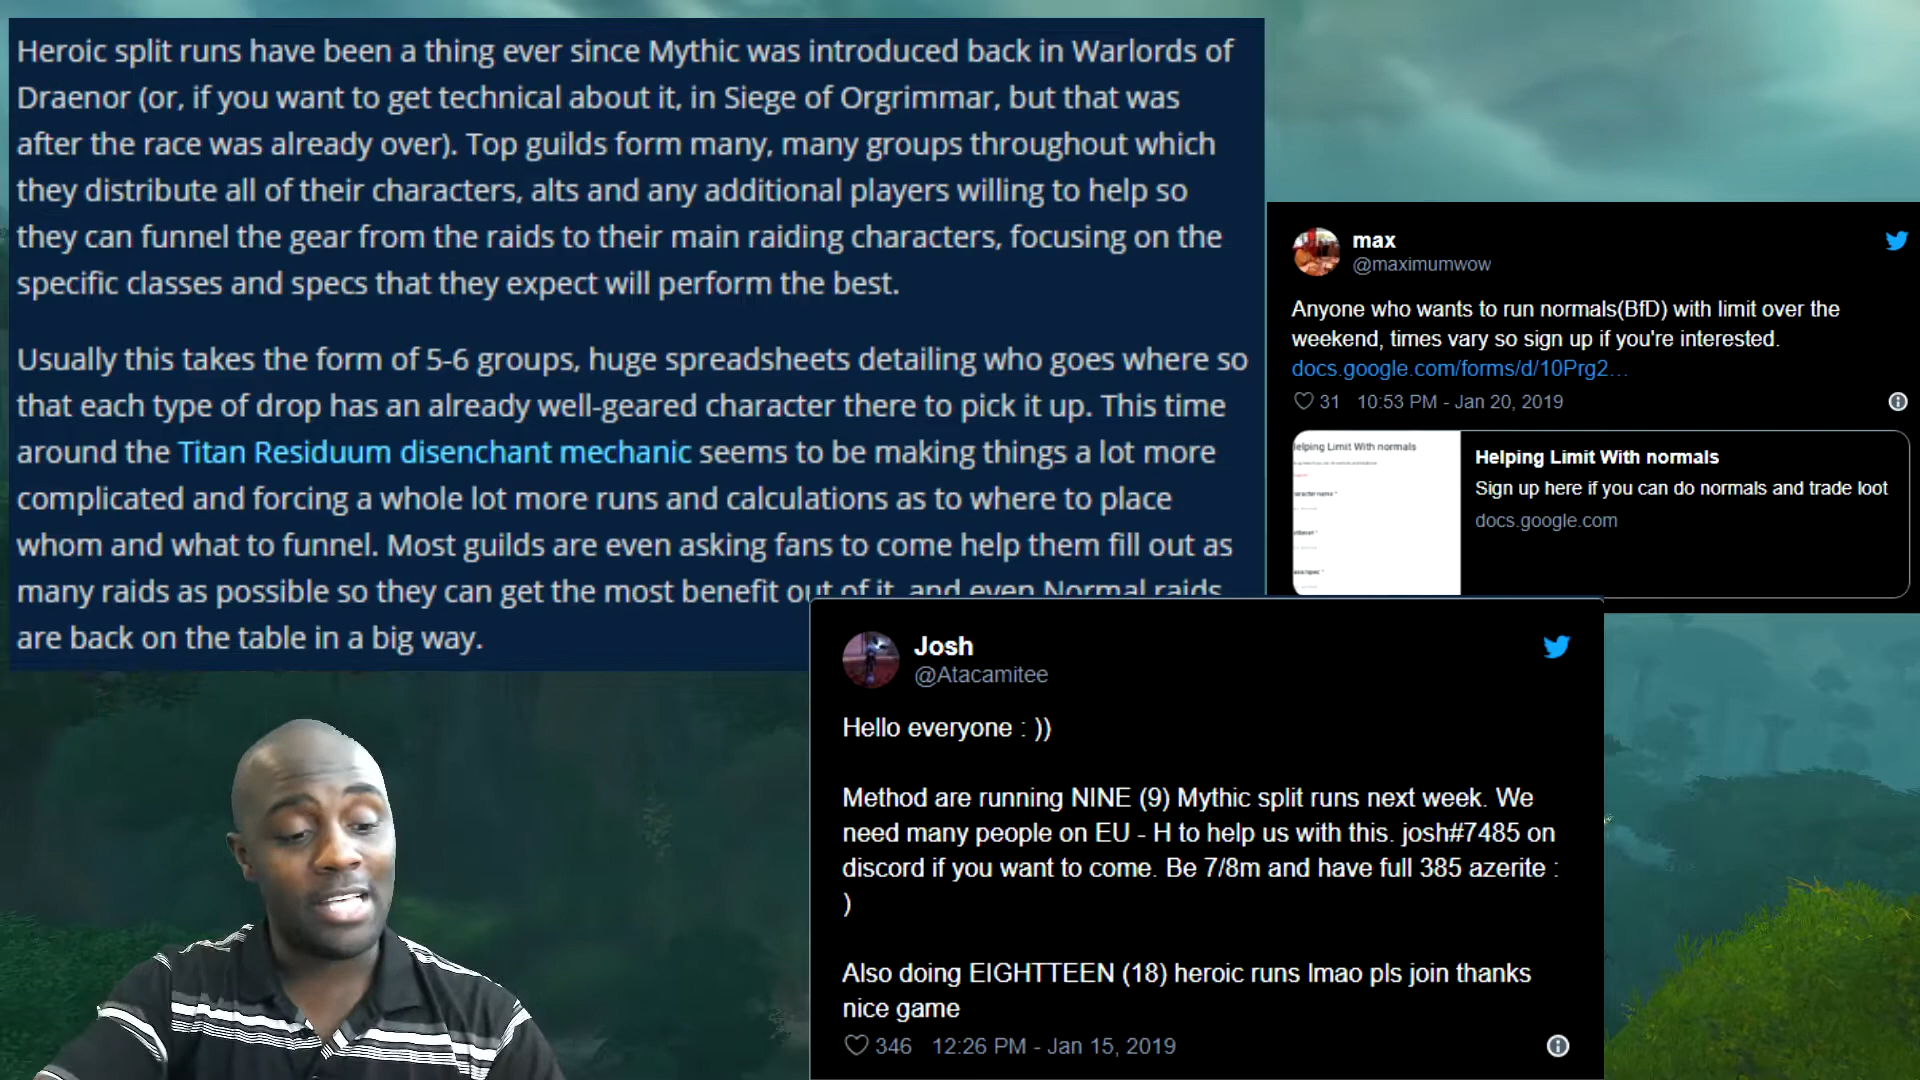 Heroic split runs have been a thing ever since Mythic was introduced back in Warlords of
Draenor (or, if you want to get technical about it, in Siege of Orgrimmar, but that was
after the race was already over). Top guilds form many, many groups throughout which
they distribute all of their characters, alts and any additional players willing to help so
they can funnel the gear from the raids to their main raiding characters, focusing on the
specific classes and specs that they expect will perform the best.
Usually this takes the form of 5-6 groups, huge spreadsheets detailing who goes where so
that each type of drop has an already well-geared character there to pick it up. This time
around the Titan Residuum disenchant mechanic seems to be making things a lot more
complicated and forcing a whole lot more runs and calculations as to where to place
whom and what to funnel. Most guilds are even asking fans to come help them fill out as
many raids as possible so they can get the most benefit out of it, and even Normal raids
are back on the table in a big way.
max
@maximumwow
Anyone who wants to run normals(BfD) with limit over the
weekend, times vary so sign up if you're interested.
docs.google.com/forms/d/10Prg2…
31 10:53 PM - Jan 20, 2019
elping Limit With normals
Helping Limit With normals
Sign up here if you can do normals and trade loot
docs.google.com
Josh
@Atacamitee
Hello everyone : ))
Method are running NINE (9) Mythic split runs next week. We
need many people on EU - H to help us with this. josh#7485 on
discord if you want to come. Be 7/8m and have full 385 azerite :
)
Also doing EIGHTTEEN (18) heroic runs lmao pls join thanks
nice game
346 12:26 PM - Jan 15, 2019